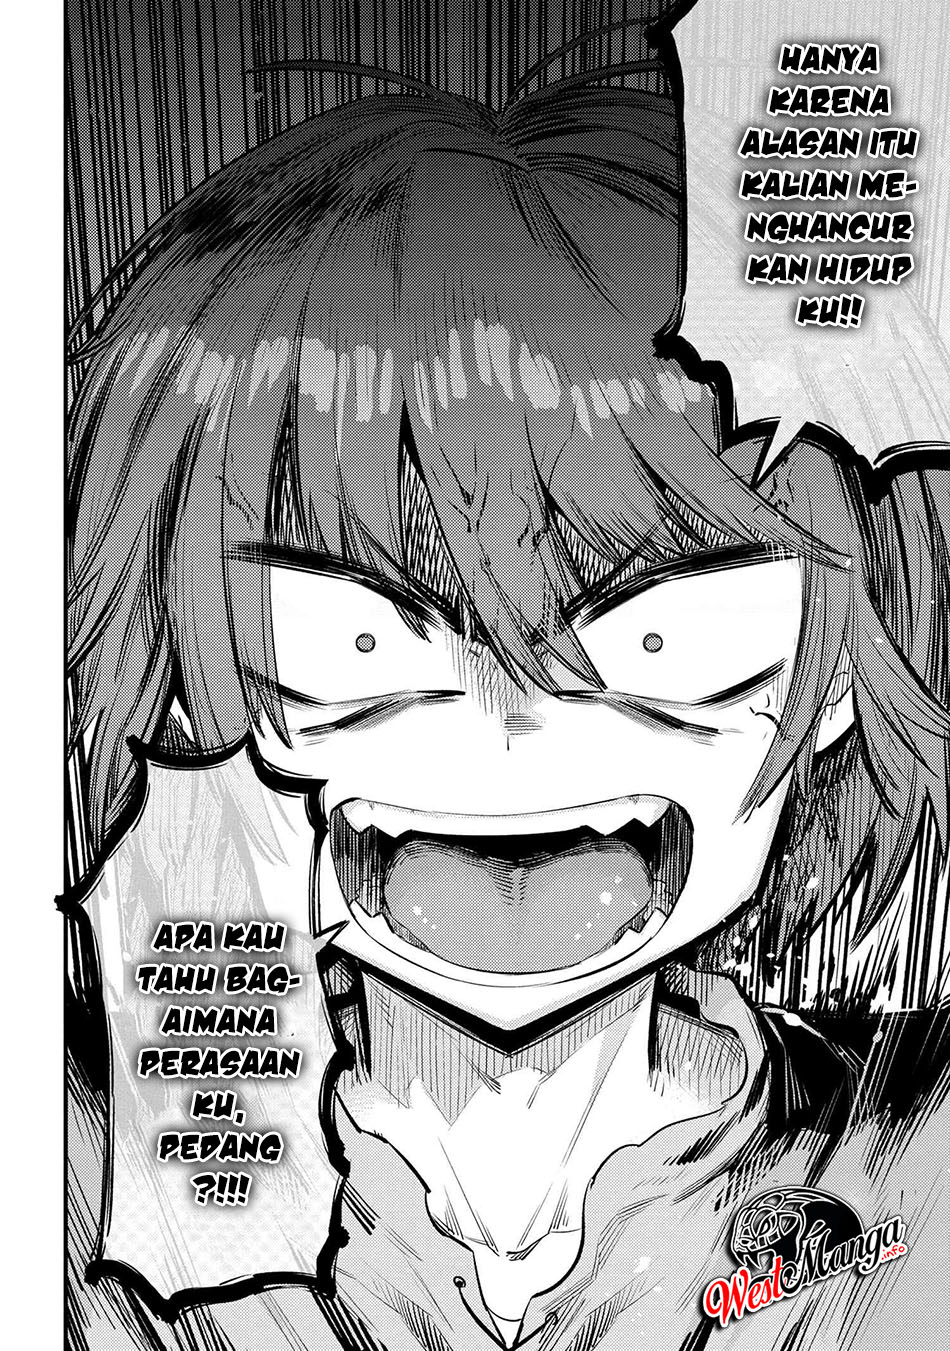 HANYA
KARENA
ALASAN ITU
KALIAN ME-
NGHANCUR
KAN HIDUP
KU!!
APA KAU
TAHU BAG-
AIMANA
PERASAAN
KU,
PEDANG
?!!!
WestManga
.info